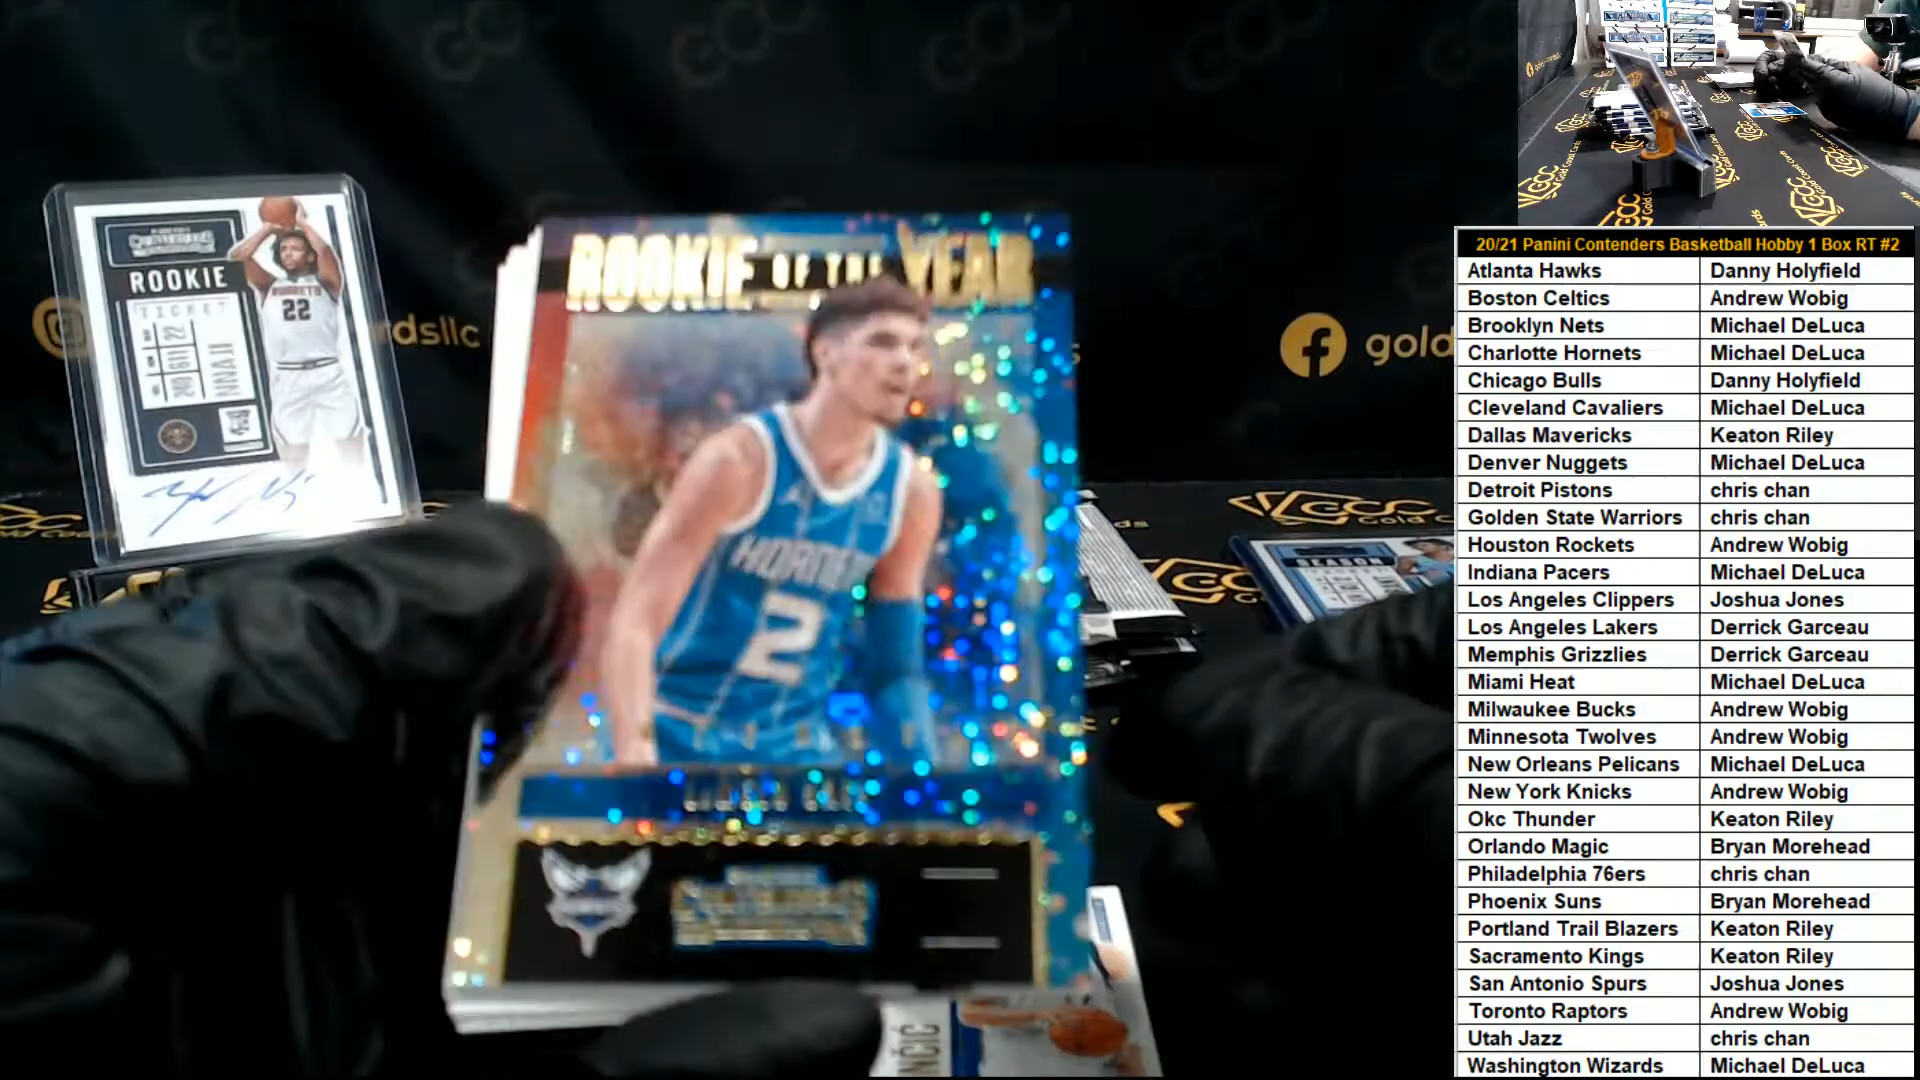 ROOKIE OF THE YEAR
HORNETS
2
ROOKIE
TICKET
NUGGETS
22
ardsllc
gold
SEASON
NČIĆ
20/21 Panini Contenders Basketball Hobby 1 Box RT #2
Atlanta Hawks Danny Holyfield
Boston Celtics Andrew Wobig
Brooklyn Nets Michael DeLuca
Charlotte Hornets Michael DeLuca
Chicago Bulls Danny Holyfield
Cleveland Cavaliers Michael DeLuca
Dallas Mavericks Keaton Riley
Denver Nuggets Michael DeLuca
Detroit Pistons chris chan
Golden State Warriors chris chan
Houston Rockets Andrew Wobig
Indiana Pacers Michael DeLuca
Los Angeles Clippers Joshua Jones
Los Angeles Lakers Derrick Garceau
Memphis Grizzlies Derrick Garceau
Miami Heat Michael DeLuca
Milwaukee Bucks Andrew Wobig
Minnesota Twolves Andrew Wobig
New Orleans Pelicans Michael DeLuca
New York Knicks Andrew Wobig
Okc Thunder Keaton Riley
Orlando Magic Bryan Morehead
Philadelphia 76ers chris chan
Phoenix Suns Bryan Morehead
Portland Trail Blazers Keaton Riley
Sacramento Kings Keaton Riley
San Antonio Spurs Joshua Jones
Toronto Raptors Andrew Wobig
Utah Jazz chris chan
Washington Wizards Michael DeLuca